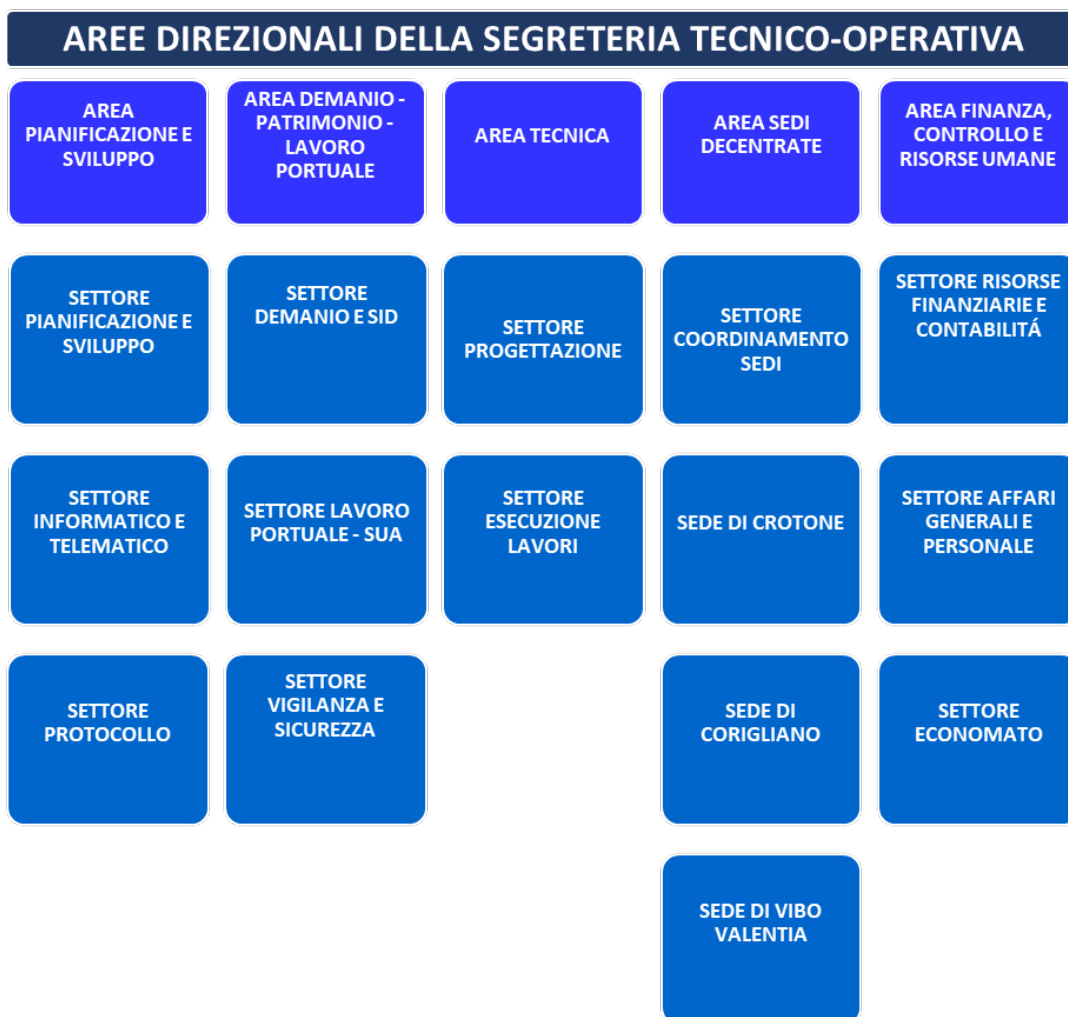 AREE DIREZIONALI DELLA SEGRETERIA TECNICO-OPERATIVA
AREA
PIANIFICAZIONE E
SVILUPPO
AREA DEMANIO -
PATRIMONIO -
LAVORO
PORTUALE
AREA TECNICA
AREA SEDI
DECENTRATE
AREA FINANZA,
CONTROLLO E
RISORSE UMANE
SETTORE
PIANIFICAZIONE E
SVILUPPO
SETTORE
DEMANIO E SID
SETTORE
PROGETTAZIONE
SETTORE
COORDINAMENTO
SEDI
SETTORE RISORSE
FINANZIARIE E
CONTABILITÁ
SETTORE
INFORMATICO E
TELEMATICO
SETTORE LAVORO
PORTUALE - SUA
SETTORE
ESECUZIONE
LAVORI
SEDE DI CROTONE
SETTORE AFFARI
GENERALI E
PERSONALE
SETTORE
PROTOCOLLO
SETTORE
VIGILANZA E
SICUREZZA
SEDE DI
CORIGLIANO
SETTORE
ECONOMATO
SEDE DI VIBO
VALENTIA